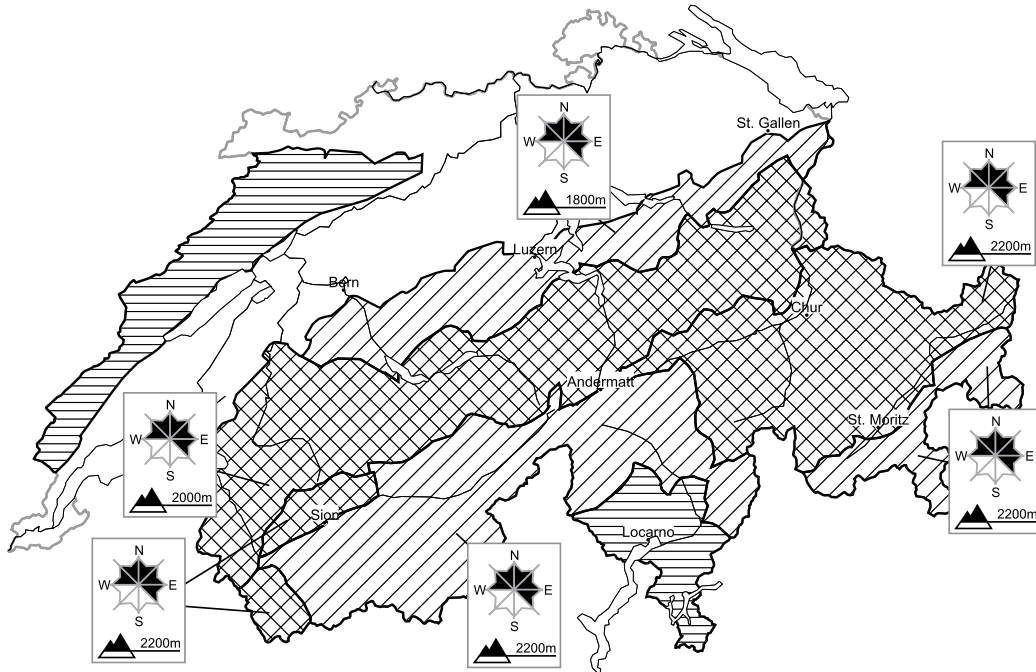 N
W E
S
1800m
St. Gallen
N
W E
S
2200m
Luzern
Bern
Chur
Andermatt
St. Moritz
N
W E
S
2000m
N
W E
S
2200m
Sion
Locarno
N
W E
S
2200m
N
W E
S
2200m